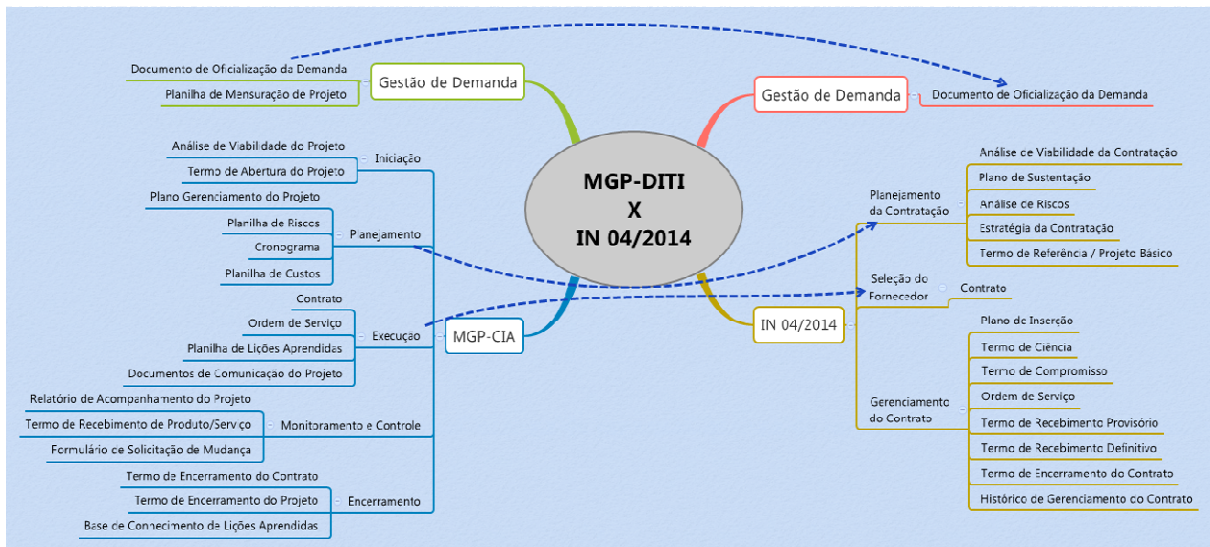 Documento de Oficialização da Demanda
Planilha de Mensuração de Projeto
Gestão de Demanda
Análise de Viabilidade do Projeto
Termo de Abertura do Projeto
Iniciação
Plano Gerenciamento do Projeto
Planilha de Riscos
Cronograma
Planilha de Custos
Planejamento
Contrato
Ordem de Serviço
Planilha de Lições Aprendidas
Documentos de Comunicação do Projeto
Execução
MGP-CIA
Relatório de Acompanhamento do Projeto
Termo de Recebimento de Produto/Serviço
Formulário de Solicitação de Mudança
Monitoramento e Controle
Termo de Encerramento do Contrato
Termo de Encerramento do Projeto
Base de Connecimento de Lições Aprendidas
Encerramento
MGP-DITI
X
IN 04/2014
Gestão de Demanda
Documento de Oficialização da Demanda
Planejamento
da Contratação
Análise de Viabilidade da Contratação
Plano de Sustentação
Análise de Riscos
Estratégia da Contratação
Termo de Referência / Projeto Básico
Seleção do
Fornecedor
Contrato
IN 04/2014
Gerenciamento
do Contrato
Plano de Inserção
Termo de Ciência
Termo de Compromisso
Ordem de Serviço
Termo de Recebimento Provisório
Termo de Recebimento Definitivo
Termo de Encerramento do Contrato
Histórico de Gerenciamento do Contrato